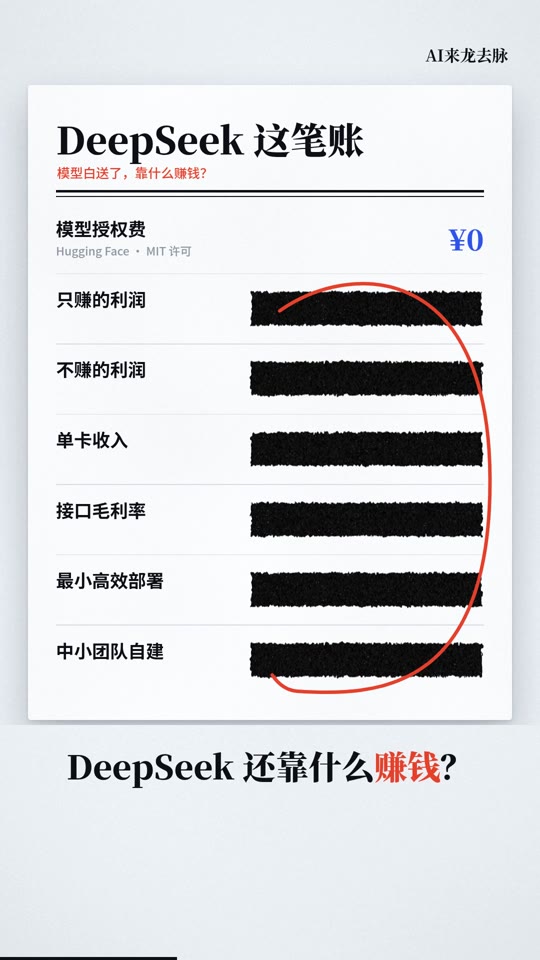 AI来龙去脉
DeepSeek 这笔账
模型白送了，靠什么赚钱？
模型授权费
¥0
Hugging Face · MIT 许可
只赚的利润
不赚的利润
单卡收入
接口毛利率
最小高效部署
中小团队自建
DeepSeek 还靠什么赚钱？